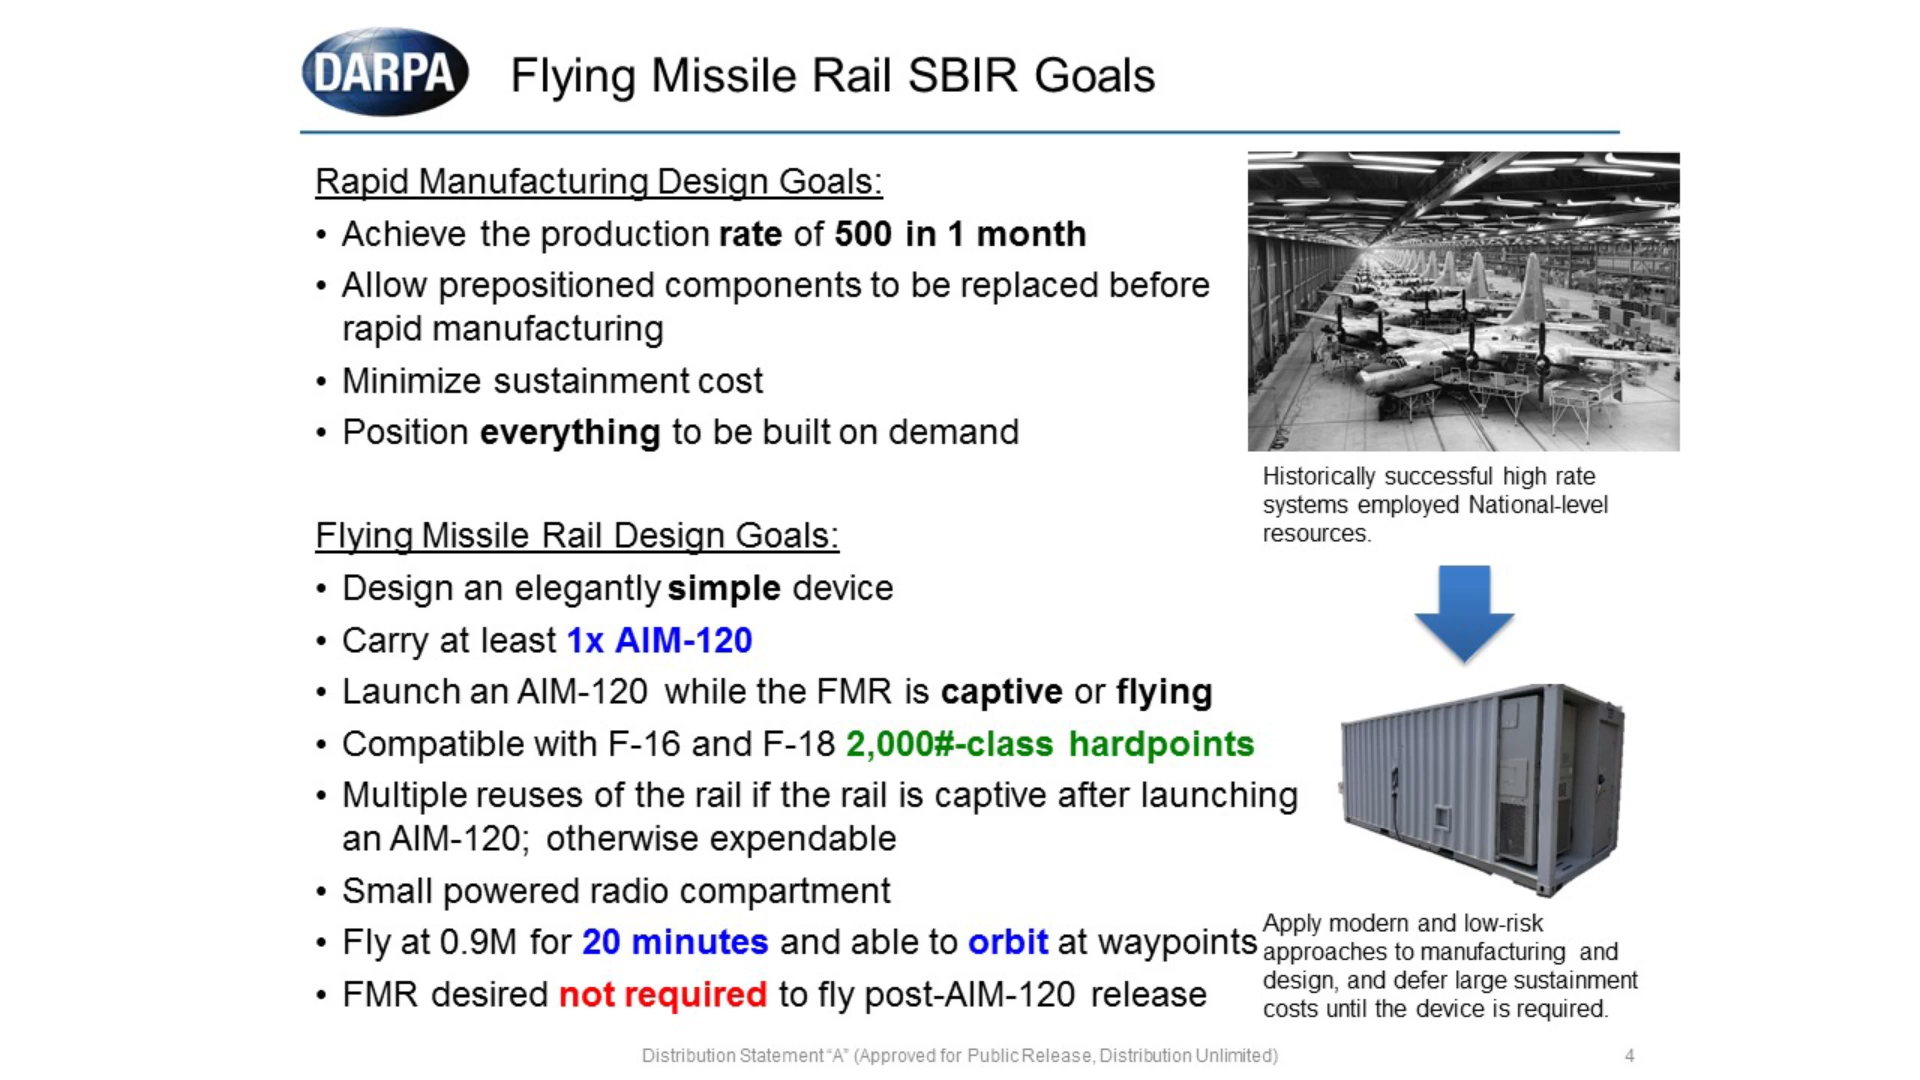 DARPA
Flying Missile Rail SBIR Goals
Rapid Manufacturing Design Goals:
• Achieve the production rate of 500 in 1 month
• Allow prepositioned components to be replaced before
rapid manufacturing
• Minimize sustainment cost
• Position everything to be built on demand
Flying Missile Rail Design Goals:
• Design an elegantly simple device
• Carry at least 1x AIM-120
• Launch an AIM-120 while the FMR is captive or flying
• Compatible with F-16 and F-18 2,000#-class hardpoints
• Multiple reuses of the rail if the rail is captive after launching
an AIM-120; otherwise expendable
• Small powered radio compartment
• Fly at 0.9M for 20 minutes and able to orbit at waypoints
• FMR desired not required to fly post-AIM-120 release
Historically successful high rate
systems employed National-level
resources.
Apply modern and low-risk
approaches to manufacturing and
design, and defer large sustainment
costs until the device is required.
Distribution Statement “A” (Approved for Public Release, Distribution Unlimited)
4